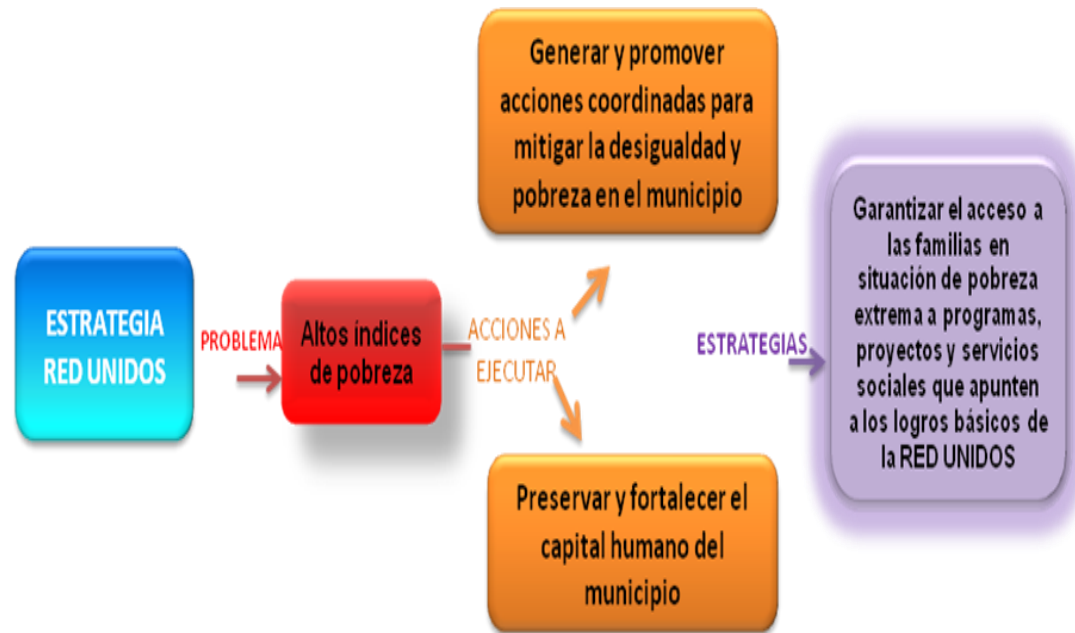 ESTRATEGIA
RED UNIDOS
PROBLEMA
Altos índices
de pobreza
ACCIONES A
EJECUTAR
Generar y promover
acciones coordinadas para
mitigar la desigualdad y
pobreza en el municipio
Preservar y fortalecer el
capital humano del
municipio
ESTRATEGIAS
Garantizar el acceso a
las familias en
situación de pobreza
extrema a programas,
proyectos y servicios
sociales que apunten
a los logros básicos de
la RED UNIDOS